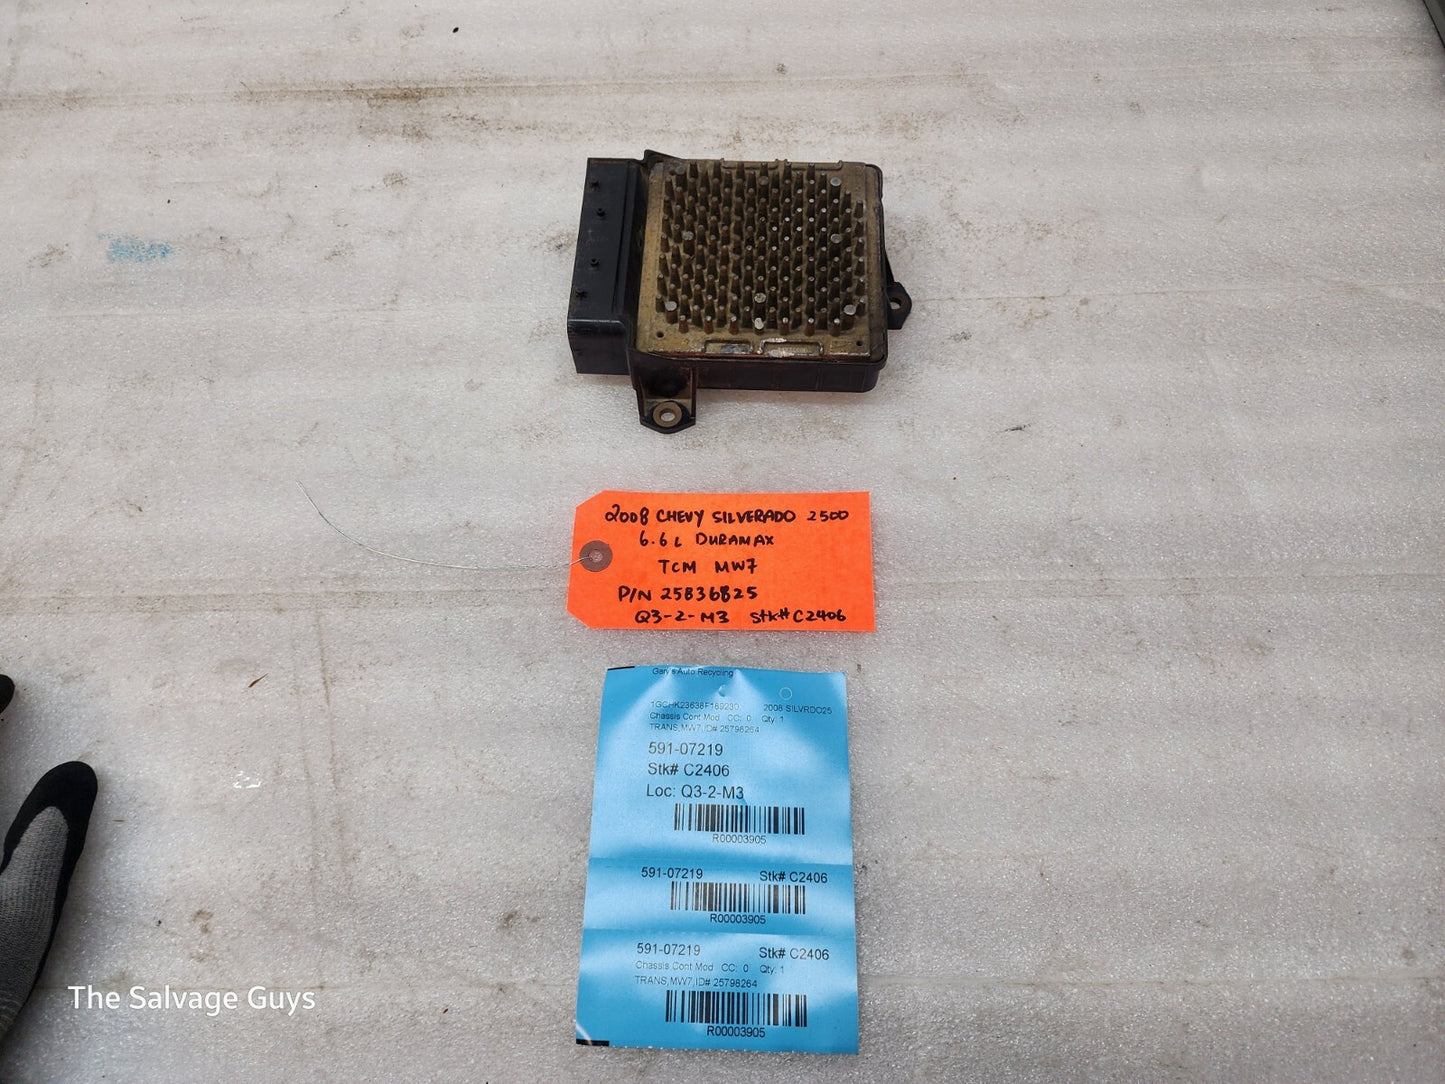 2008 CHEVY SILVERADO 2500
6.6L DURAMAX
TCM MW7
P/N 25836825
Q3-2-M3 Stk# C2406
Gary's Auto Recycling
1GCHK23638F189230 2008 SILVRDO25
Chassis Cont Mod CC: 0 Qty: 1
TRANS,MW7,ID# 25798264
591-07219
Stk# C2406
Loc: Q3-2-M3
R00003905
591-07219 Stk# C2406
R00003905
591-07219 Stk# C2406
Chassis Cont Mod CC: 0 Qty: 1
TRANS,MW7,ID# 25798264
R00003905
The Salvage Guys